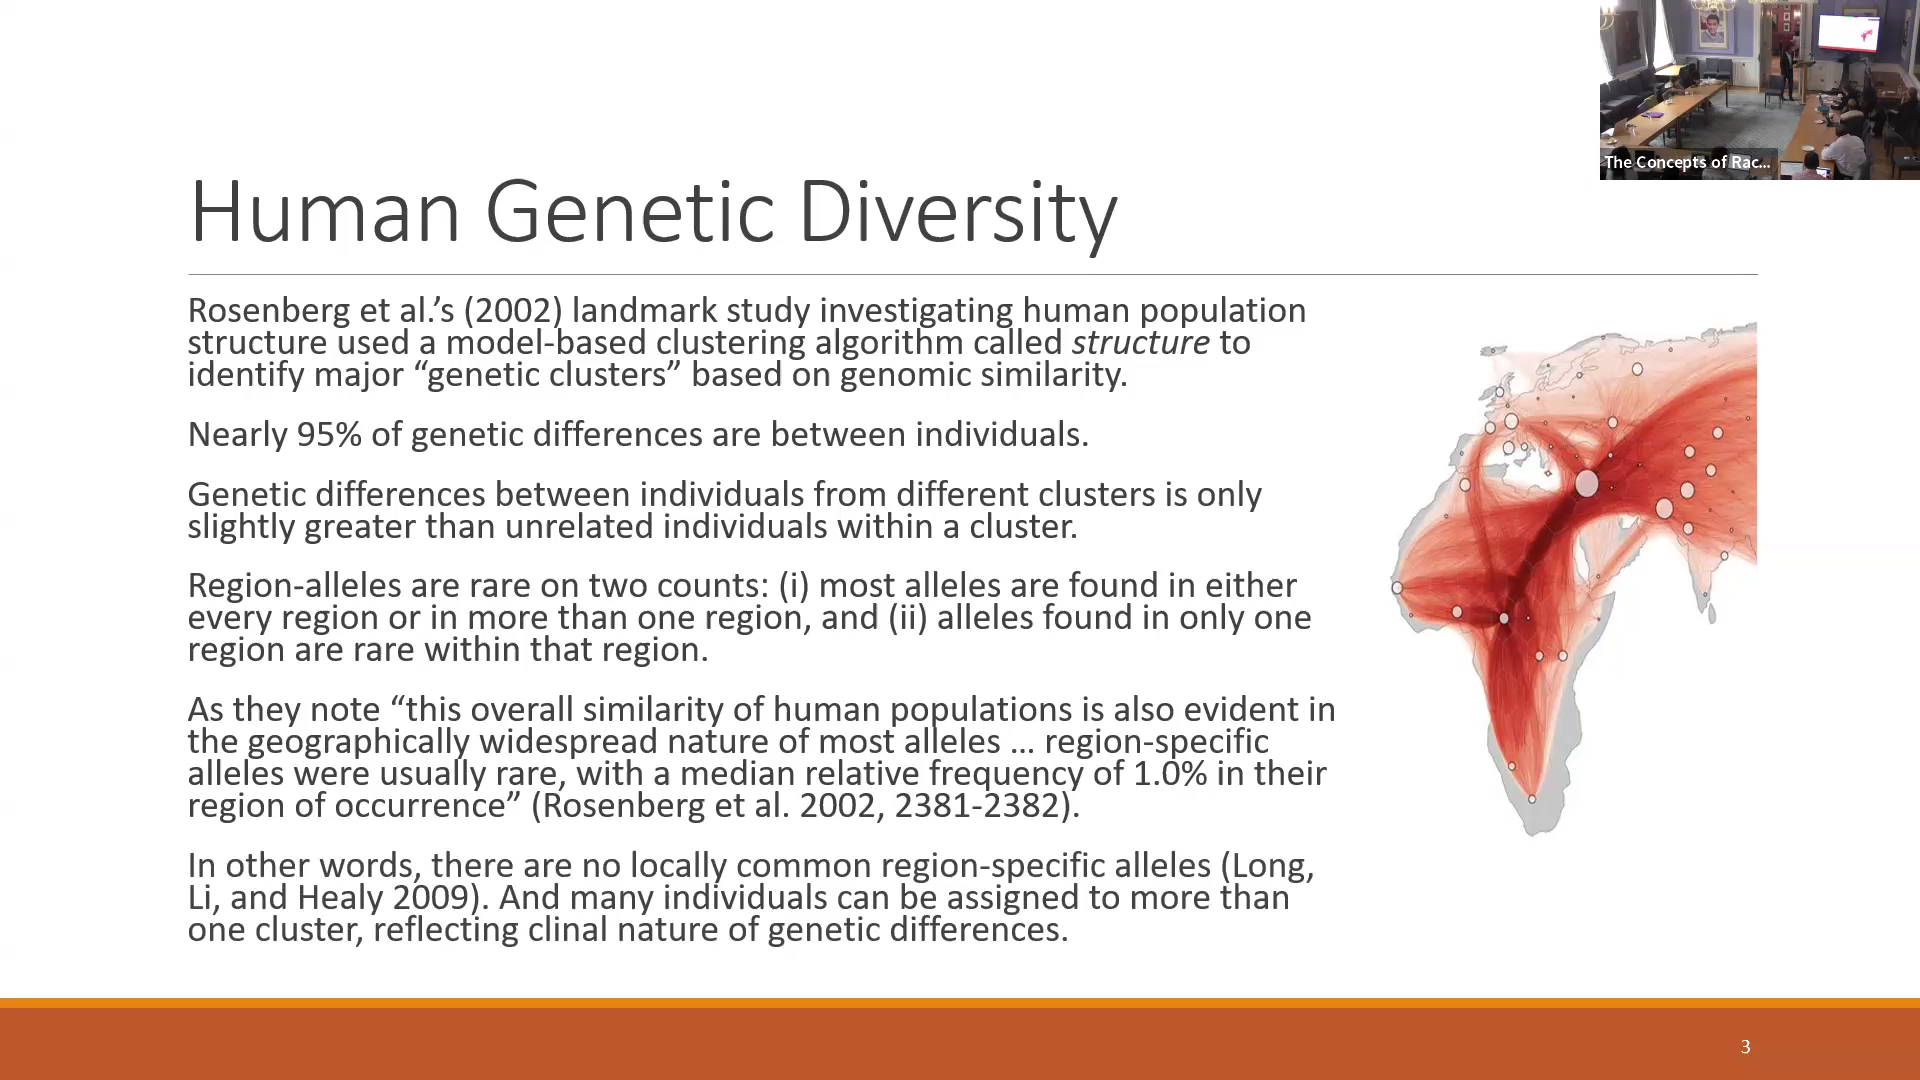 The Concepts of Rac...
Human Genetic Diversity
Rosenberg et al.’s (2002) landmark study investigating human population
structure used a model-based clustering algorithm called structure to
identify major “genetic clusters” based on genomic similarity.
Nearly 95% of genetic differences are between individuals.
Genetic differences between individuals from different clusters is only
slightly greater than unrelated individuals within a cluster.
Region-alleles are rare on two counts: (i) most alleles are found in either
every region or in more than one region, and (ii) alleles found in only one
region are rare within that region.
As they note “this overall similarity of human populations is also evident in
the geographically widespread nature of most alleles … region-specific
alleles were usually rare, with a median relative frequency of 1.0% in their
region of occurrence” (Rosenberg et al. 2002, 2381-2382).
In other words, there are no locally common region-specific alleles (Long,
Li, and Healy 2009). And many individuals can be assigned to more than
one cluster, reflecting clinal nature of genetic differences.
3